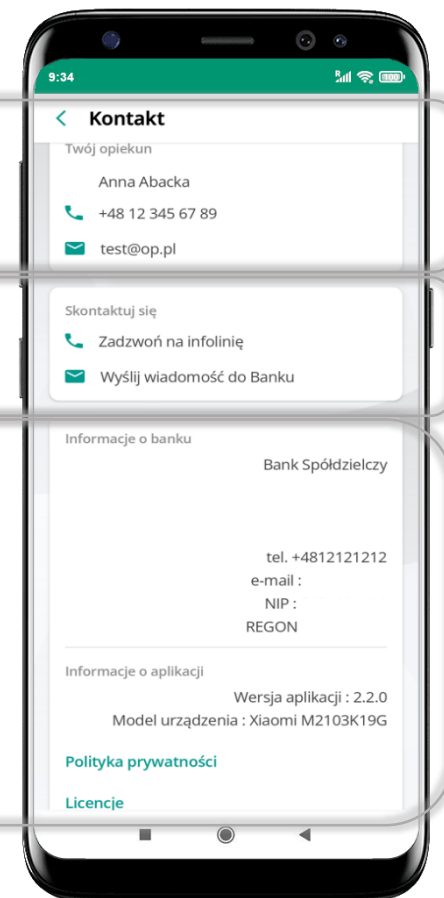 9:34
R
100
Kontakt
Twój opiekun
Anna Abacka
+48 12 345 67 89
test@op.pl
Skontaktuj się
Zadzwoń na infolinię
Wyślij wiadomość do Banku
Informacje o banku
Bank Spółdzielczy
tel. +4812121212
e-mail :
NIP :
REGON
Informacje o aplikacji
Wersja aplikacji : 2.2.0
Model urządzenia : Xiaomi M2103K19G
Polityka prywatności
Licencje